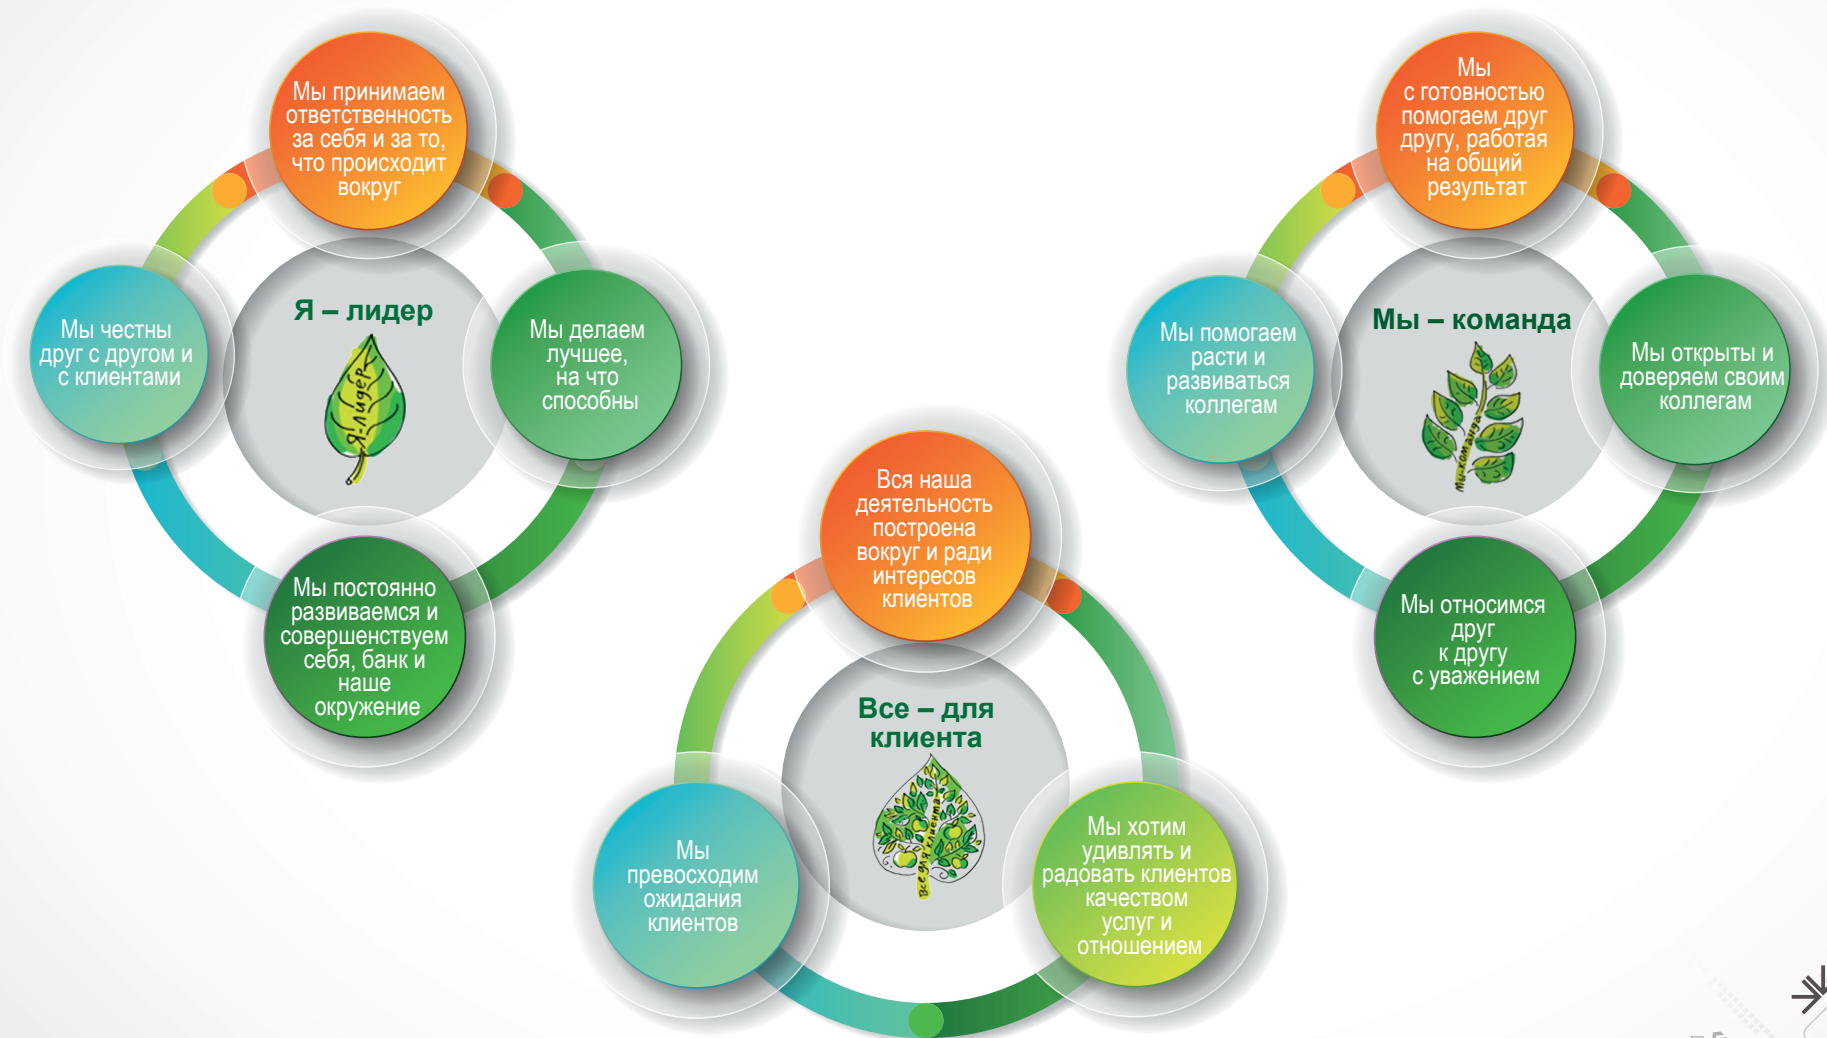 Мы принимаем
ответственность
за себя и за то,
что происходит
вокруг
Мы честны
друг с другом и
с клиентами
Я – лидер
Я-лидер
Мы делаем
лучшее,
на что
способны
Мы постоянно
развиваемся и
совершенствуем
себя, банк и
наше
окружение
Вся наша
деятельность
построена
вокруг и ради
интересов
клиентов
Все – для
клиента
Все для клиента
Мы
превосходим
ожидания
клиентов
Мы хотим
удивлять и
радовать клиентов
качеством
услуг и
отношением
Мы
с готовностью
помогаем друг
другу, работая
на общий
результат
Мы помогаем
расти и
развиваться
коллегам
Мы – команда
Мы-команда
Мы открыты и
доверяем своим
коллегам
Мы относимся
друг
к другу
с уважением